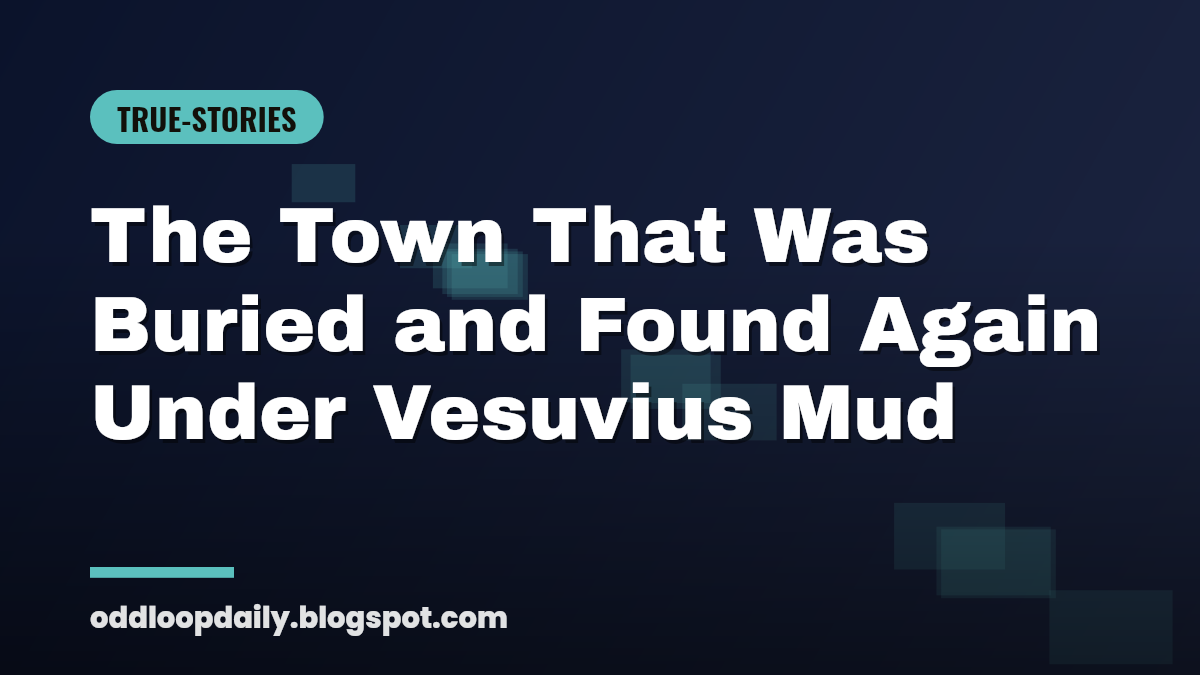 TRUE-STORIES
The Town That Was
Buried and Found Again
Under Vesuvius Mud
oddloopdaily.blogspot.com